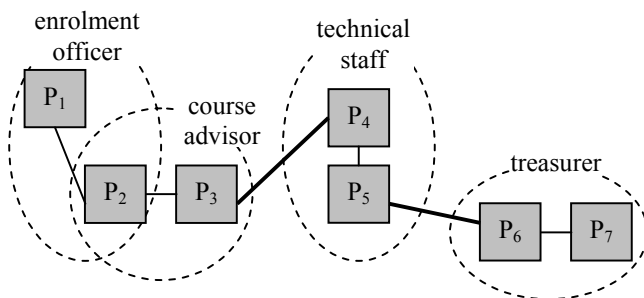 enrolment
officer
technical
staff
P₁
course
advisor
P₄
treasurer
P₂
P₃
P₅
P₆
P₇